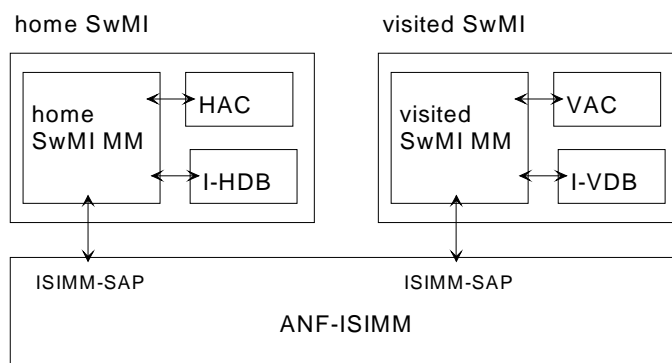 home SwMI
visited SwMI
home
SwMI MM
HAC
I-HDB
visited
SwMI MM
VAC
I-VDB
ISIMM-SAP
ISIMM-SAP
ANF-ISIMM